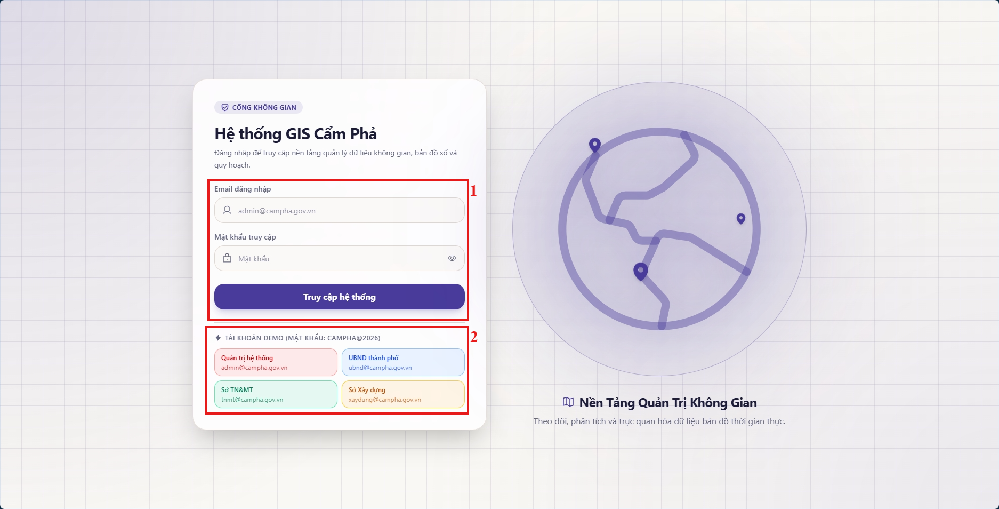 CỔNG KHÔNG GIAN
Hệ thống GIS Cẩm Phả
Đăng nhập để truy cập nền tảng quản lý dữ liệu không gian, bản đồ số và
quy hoạch.
1
Email đăng nhập
admin@campha.gov.vn
Mật khẩu truy cập
Mật khẩu
Truy cập hệ thống
2
TÀI KHOẢN DEMO (MẬT KHẨU: CAMPHA@2026)
Quản trị hệ thống
admin@campha.gov.vn
UBND thành phố
ubnd@campha.gov.vn
Sở TN&MT
tnmt@campha.gov.vn
Sở Xây dựng
xaydung@campha.gov.vn
Nền Tảng Quản Trị Không Gian
Theo dõi, phân tích và trực quan hóa dữ liệu bản đồ thời gian thực.